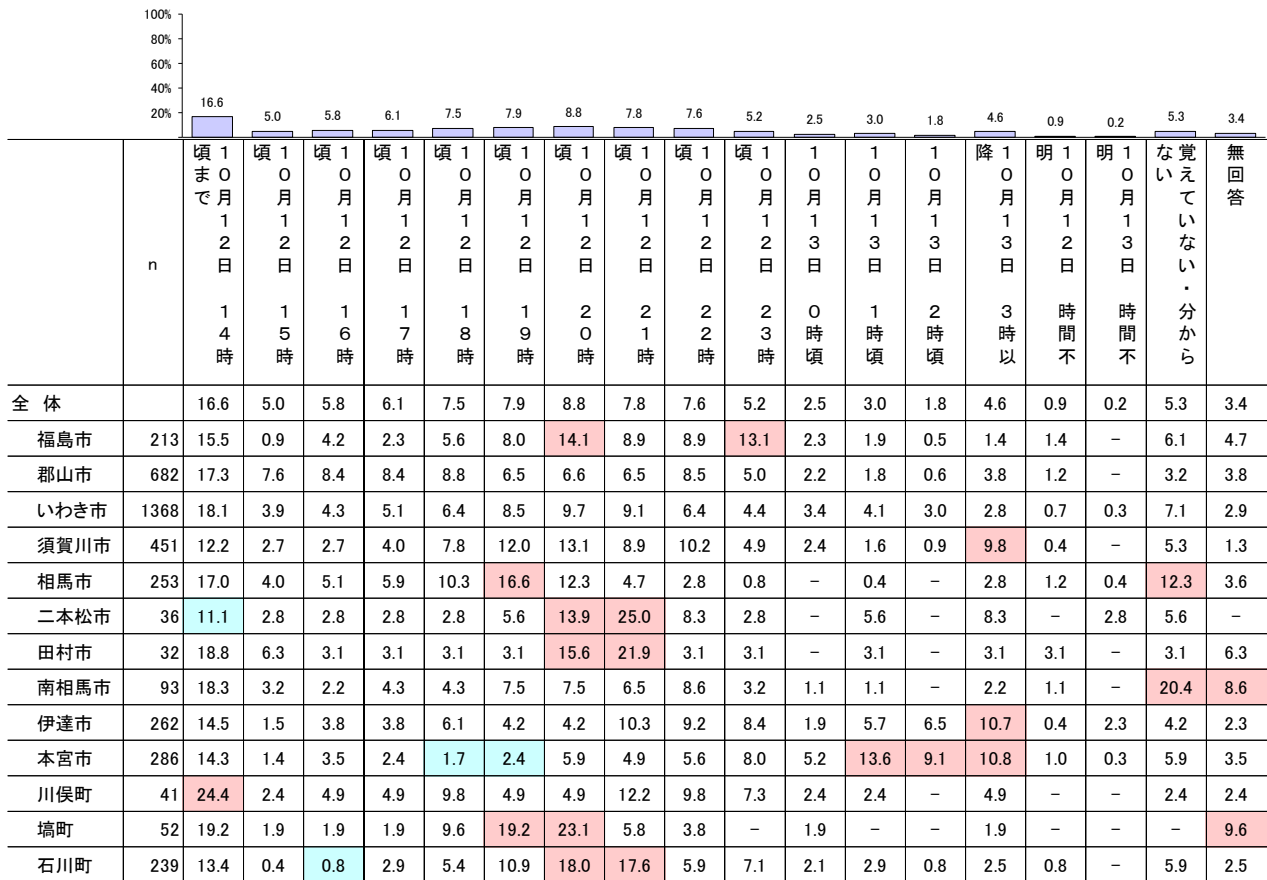 100%
80%
60%
40%
20%
16.6 5.0 5.8 6.1 7.5 7.9 8.8 7.8 7.6 5.2 2.5 3.0 1.8 4.6 0.9 0.2 5.3 3.4
n
10月12日 14時頃まで
10月12日 15時頃
10月12日 16時頃
10月12日 17時頃
10月12日 18時頃
10月12日 19時頃
10月12日 20時頃
10月12日 21時頃
10月12日 22時頃
10月12日 23時頃
10月13日 0時頃
10月13日 1時頃
10月13日 2時頃
10月13日 3時以降
10月12日 時間不明
10月13日 時間不明
覚えていない・分からない
無回答
全 体 16.6 5.0 5.8 6.1 7.5 7.9 8.8 7.8 7.6 5.2 2.5 3.0 1.8 4.6 0.9 0.2 5.3 3.4
福島市 213 15.5 0.9 4.2 2.3 5.6 8.0 14.1 8.9 8.9 13.1 2.3 1.9 0.5 1.4 1.4 − 6.1 4.7
郡山市 682 17.3 7.6 8.4 8.4 8.8 6.5 6.6 6.5 8.5 5.0 2.2 1.8 0.6 3.8 1.2 − 3.2 3.8
いわき市 1368 18.1 3.9 4.3 5.1 6.4 8.5 9.7 9.1 6.4 4.4 3.4 4.1 3.0 2.8 0.7 0.3 7.1 2.9
須賀川市 451 12.2 2.7 2.7 4.0 7.8 12.0 13.1 8.9 10.2 4.9 2.4 1.6 0.9 9.8 0.4 − 5.3 1.3
相馬市 253 17.0 4.0 5.1 5.9 10.3 16.6 12.3 4.7 2.8 0.8 − 0.4 − 2.8 1.2 0.4 12.3 3.6
二本松市 36 11.1 2.8 2.8 2.8 2.8 5.6 13.9 25.0 8.3 2.8 − 5.6 − 8.3 − 2.8 5.6 −
田村市 32 18.8 6.3 3.1 3.1 3.1 3.1 15.6 21.9 3.1 3.1 − 3.1 − 3.1 3.1 − 3.1 6.3
南相馬市 93 18.3 3.2 2.2 4.3 4.3 7.5 7.5 6.5 8.6 3.2 1.1 1.1 − 2.2 1.1 − 20.4 8.6
伊達市 262 14.5 1.5 3.8 3.8 6.1 4.2 4.2 10.3 9.2 8.4 1.9 5.7 6.5 10.7 0.4 2.3 4.2 2.3
本宮市 286 14.3 1.4 3.5 2.4 1.7 2.4 5.9 4.9 5.6 8.0 5.2 13.6 9.1 10.8 1.0 0.3 5.9 3.5
川俣町 41 24.4 2.4 4.9 4.9 9.8 4.9 4.9 12.2 9.8 7.3 2.4 2.4 − 4.9 − − 2.4 2.4
塙町 52 19.2 1.9 1.9 1.9 9.6 19.2 23.1 5.8 3.8 − 1.9 − − 1.9 − − − 9.6
石川町 239 13.4 0.4 0.8 2.9 5.4 10.9 18.0 17.6 5.9 7.1 2.1 2.9 0.8 2.5 0.8 − 5.9 2.5